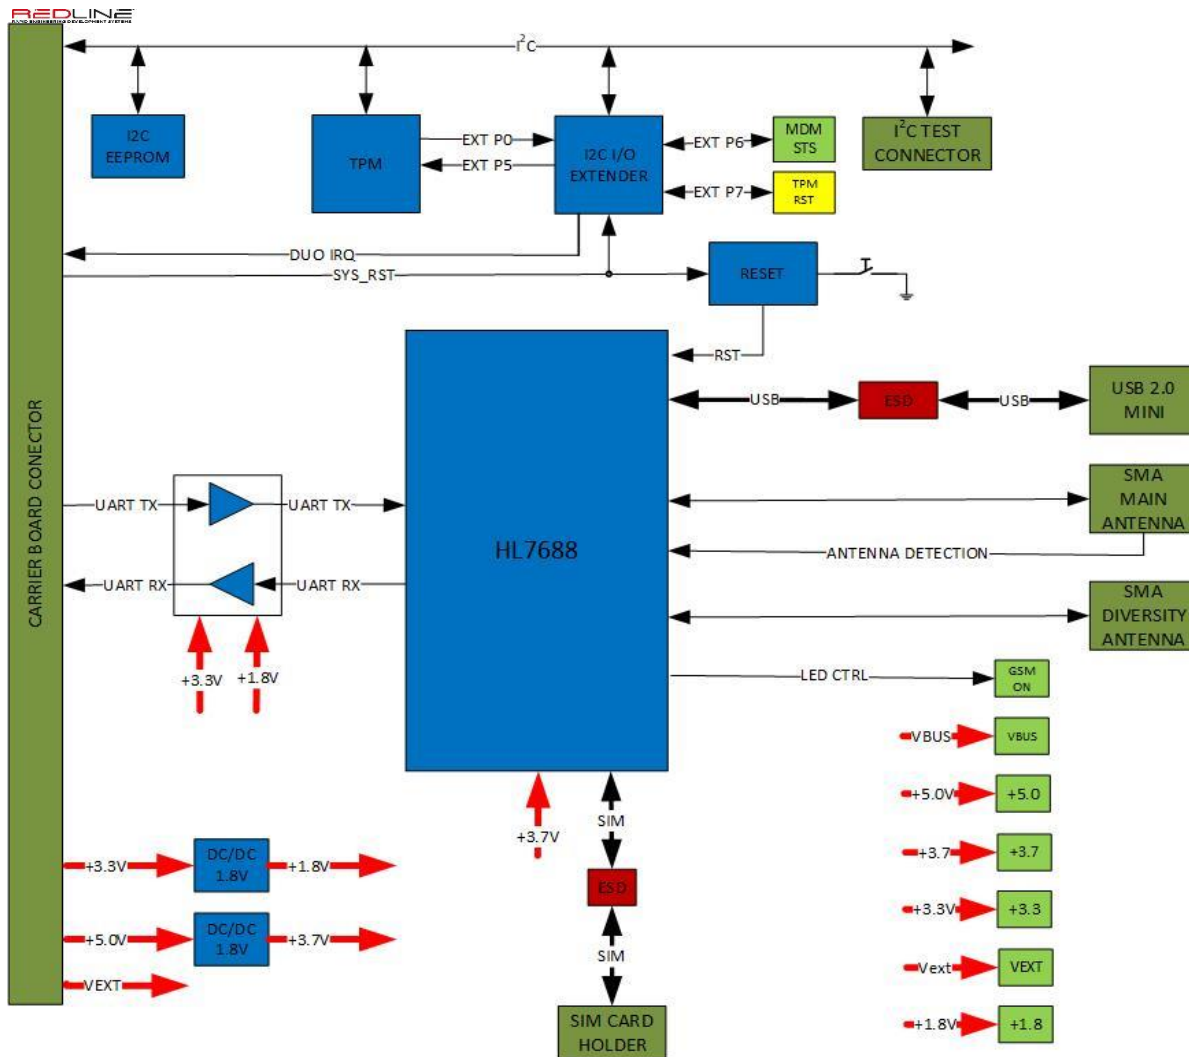 REDLINE
RAPID ENGINEERING DEVELOPMENT SYSTEMS
I²C
I2C
EEPROM
TPM
EXT P0
EXT P5
I2C I/O
EXTENDER
EXT P6
EXT P7
MDM
STS
TPM
RST
I²C TEST
CONNECTOR
DUO IRQ
SYS_RST
RESET
RST
CARRIER BOARD CONECTOR
HL7688
USB
ESD
USB
USB 2.0
MINI
UART TX
UART TX
UART RX
UART RX
+3.3V
+1.8V
SMA
MAIN
ANTENNA
ANTENNA DETECTION
SMA
DIVERSITY
ANTENNA
LED CTRL
GSM
ON
VBUS
VBUS
+5.0V
+5.0
+3.7
+3.7
+3.3V
+3.3
Vext
VEXT
+1.8V
+1.8
+3.7V
SIM
ESD
SIM
SIM CARD
HOLDER
+3.3V
DC/DC
1.8V
+1.8V
+5.0V
DC/DC
1.8V
+3.7V
VEXT